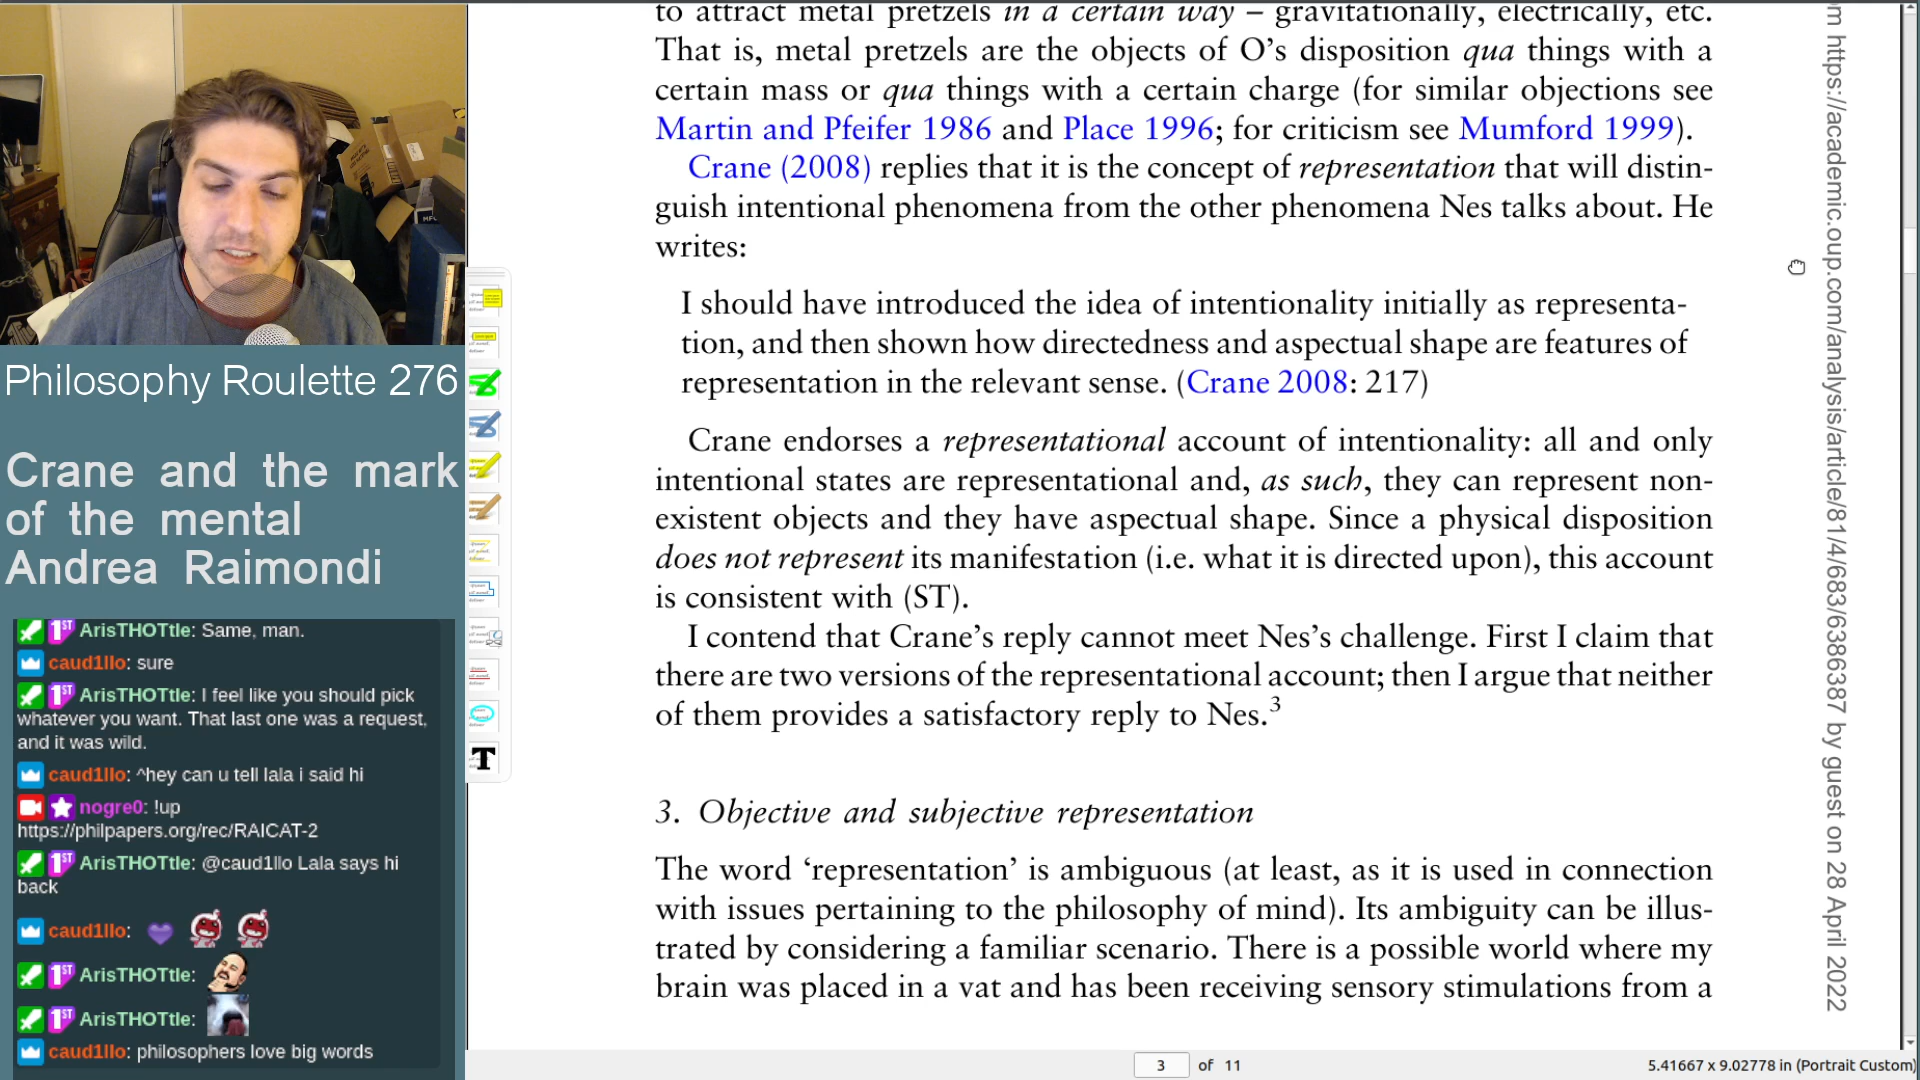 Philosophy Roulette 276
Crane and the mark
of the mental
Andrea Raimondi
ArisTHOTtle: Same, man.
caud1llo: sure
ArisTHOTtle: I feel like you should pick
whatever you want. That last one was a request,
and it was wild.
caud1llo: ^hey can u tell lala i said hi
nogre0: !up
https://philpapers.org/rec/RAICAT-2
ArisTHOTtle: @caud1llo Lala says hi
back
caud1llo:
ArisTHOTtle:
ArisTHOTtle:
caud1llo: philosophers love big words
to attract metal pretzels in a certain way – gravitationally, electrically, etc.
That is, metal pretzels are the objects of O’s disposition qua things with a
certain mass or qua things with a certain charge (for similar objections see
Martin and Pfeifer 1986 and Place 1996; for criticism see Mumford 1999).
Crane (2008) replies that it is the concept of representation that will distin-
guish intentional phenomena from the other phenomena Nes talks about. He
writes:
I should have introduced the idea of intentionality initially as representa-
tion, and then shown how directedness and aspectual shape are features of
representation in the relevant sense. (Crane 2008: 217)
Crane endorses a representational account of intentionality: all and only
intentional states are representational and, as such, they can represent non-
existent objects and they have aspectual shape. Since a physical disposition
does not represent its manifestation (i.e. what it is directed upon), this account
is consistent with (ST).
I contend that Crane’s reply cannot meet Nes’s challenge. First I claim that
there are two versions of the representational account; then I argue that neither
of them provides a satisfactory reply to Nes.3
3. Objective and subjective representation
The word ‘representation’ is ambiguous (at least, as it is used in connection
with issues pertaining to the philosophy of mind). Its ambiguity can be illus-
trated by considering a familiar scenario. There is a possible world where my
brain was placed in a vat and has been receiving sensory stimulations from a
m https://academic.oup.com/analysis/article/81/4/683/6386387 by guest on 28 April 2022
T
3 of 11
5.41667 x 9.02778 in (Portrait Custom)